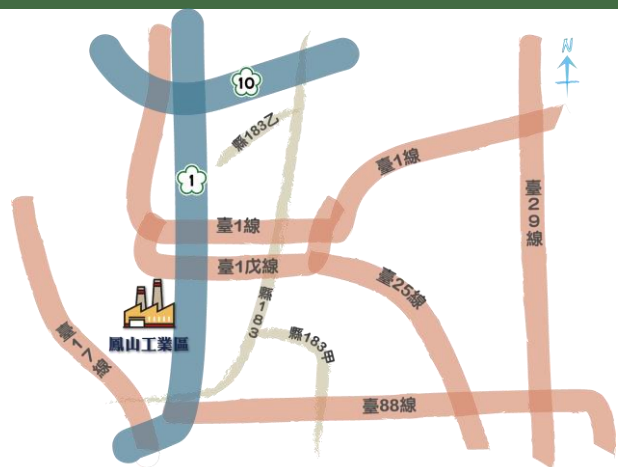 N
10
縣183乙
臺1線
1
臺29線
臺1線
臺1戊線
臺25線
縣183
臺17線
鳳山工業區
縣183甲
臺88線